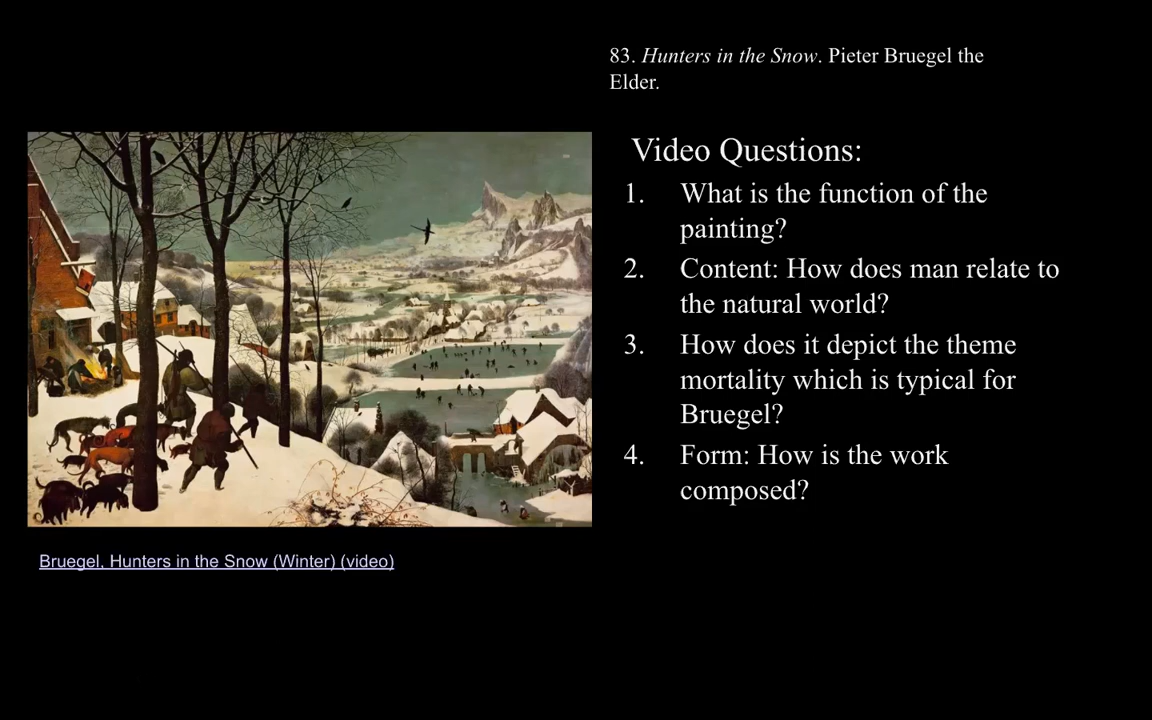 83. Hunters in the Snow. Pieter Bruegel the
Elder.
Video Questions:
1. What is the function of the
painting?
2. Content: How does man relate to
the natural world?
3. How does it depict the theme
mortality which is typical for
Bruegel?
4. Form: How is the work
composed?
Bruegel, Hunters in the Snow (Winter) (video)